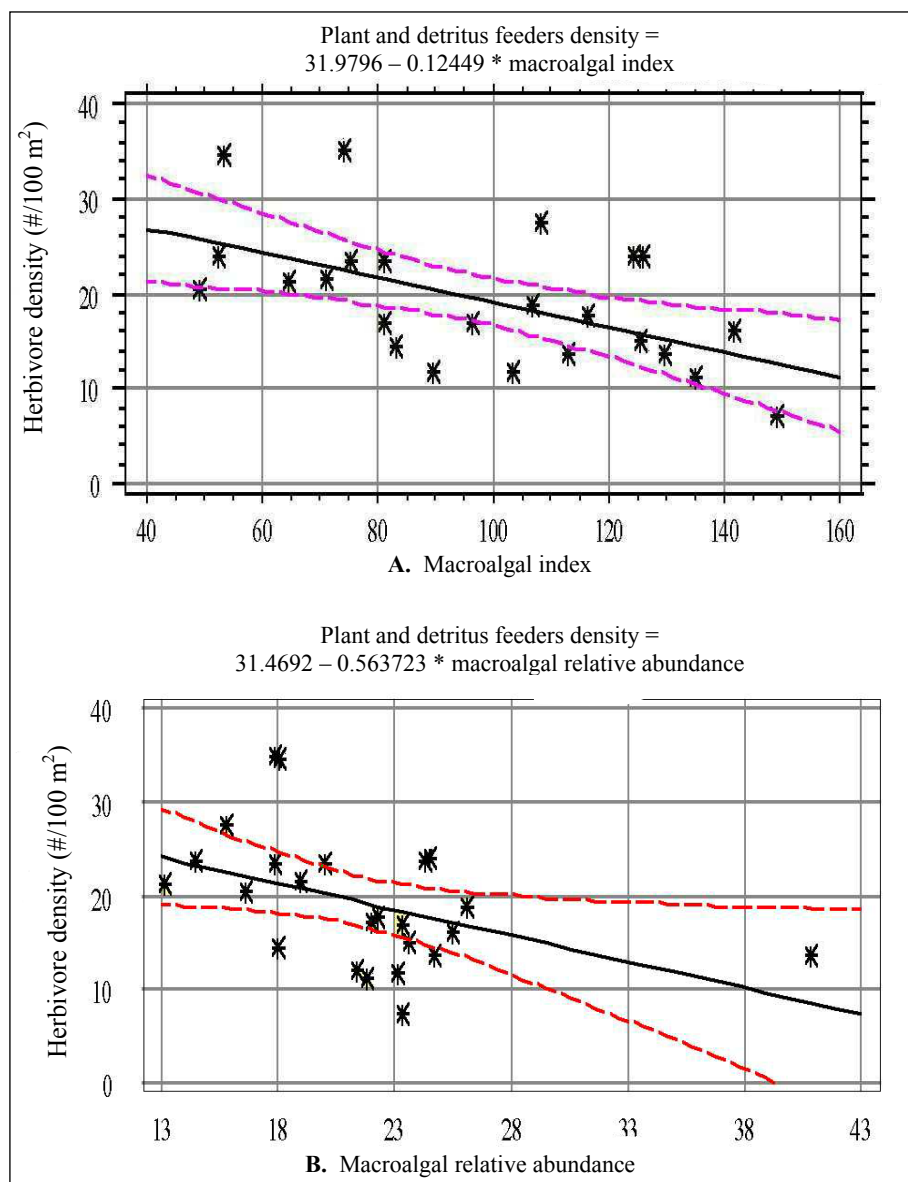 Plant and detritus feeders density =
31.9796 – 0.12449 * macroalgal index
Herbivore density (#/100 m²)
40
30
20
10
0
40 60 80 100 120 140 160
A. Macroalgal index
Plant and detritus feeders density =
31.4692 – 0.563723 * macroalgal relative abundance
Herbivore density (#/100 m²)
40
30
20
10
0
13 18 23 28 33 38 43
B. Macroalgal relative abundance